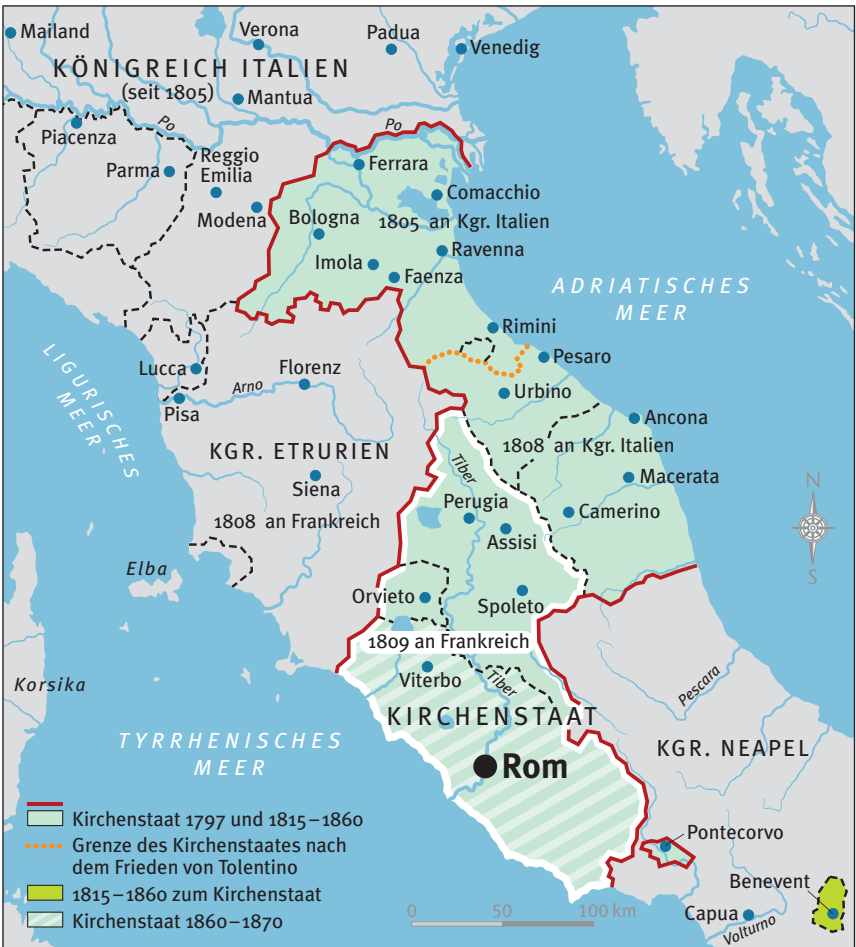 Mailand
Verona
Padua
Venedig
KÖNIGREICH ITALIEN
(seit 1805)
Mantua
Piacenza
Po
Po
Parma
Reggio
Emilia
Modena
Ferrara
Comacchio
Bologna
1805 an Kgr. Italien
Ravenna
Imola
Faenza
ADRIATISCHES
MEER
Rimini
Pesaro
LIGURISCHES
MEER
Lucca
Florenz
Arno
Pisa
Urbino
Ancona
1808 an Kgr. Italien
KGR. ETRURIEN
Siena
Tiber
Macerata
1808 an Frankreich
Perugia
Camerino
Assisi
N
S
Elba
Orvieto
Spoleto
1809 an Frankreich
Korsika
Viterbo
Tiber
Pescara
KIRCHENSTAAT
TYRRHENISCHES
MEER
KGR. NEAPEL
Rom
Kirchenstaat 1797 und 1815–1860
Grenze des Kirchenstaates nach
dem Frieden von Tolentino
1815–1860 zum Kirchenstaat
Kirchenstaat 1860–1870
Pontecorvo
Benevent
0 50 100 km
Capua
Volturno